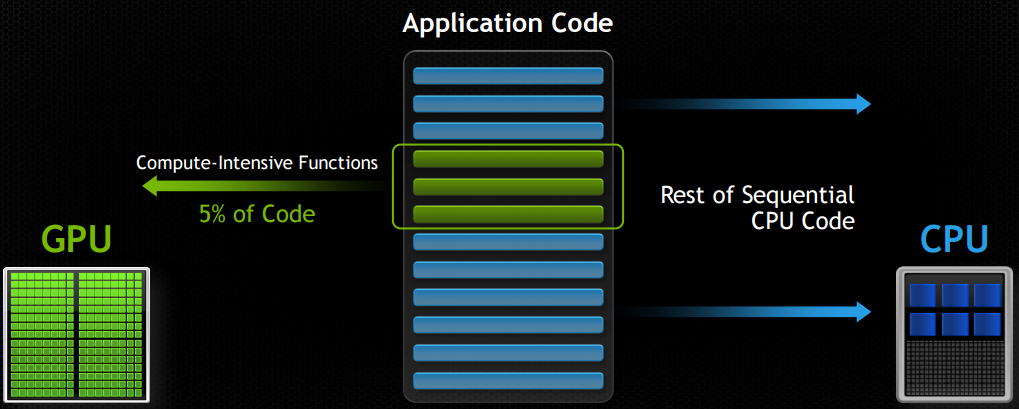 Application Code
Compute-Intensive Functions
5% of Code
GPU
Rest of Sequential
CPU Code
CPU